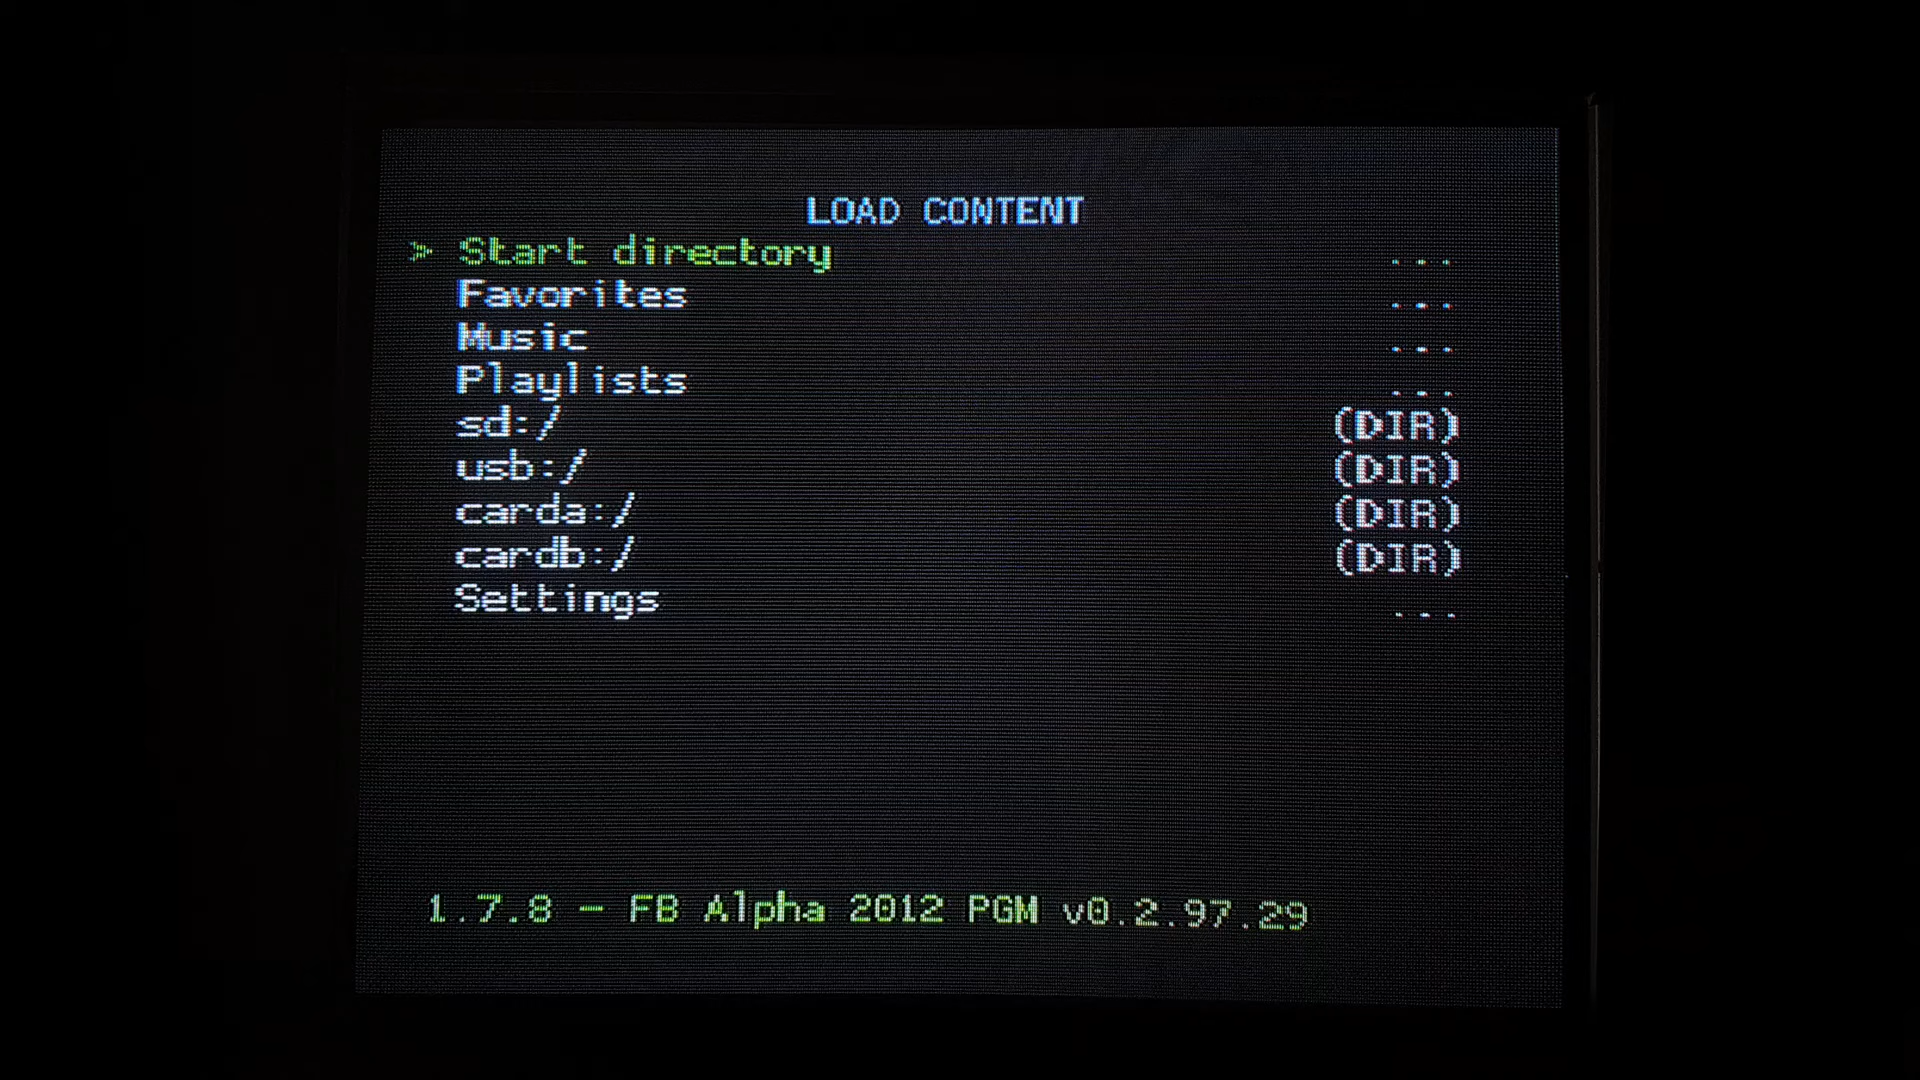 LOAD CONTENT
> Start directory ...
Favorites ...
Music ...
Playlists ...
sd:/ (DIR)
usb:/ (DIR)
carda:/ (DIR)
cardb:/ (DIR)
Settings ...
1.7.8 - FB Alpha 2012 PGM v0.2.97.29